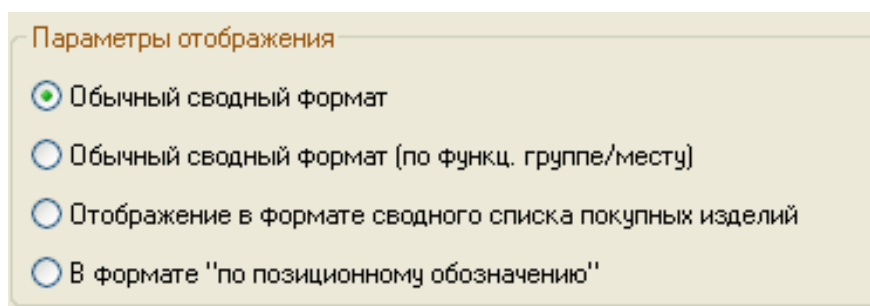 Параметры отображения
Обычный сводный формат
Обычный сводный формат (по функц. группе/месту)
Отображение в формате сводного списка покупных изделий
В формате "по позиционному обозначению"